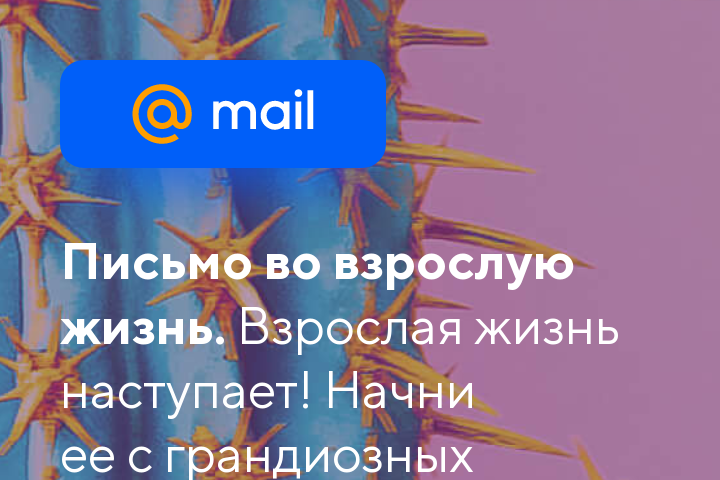 @ mail
Письмо во взрослую
жизнь. Взрослая жизнь
наступает! Начни
ее с грандиозных